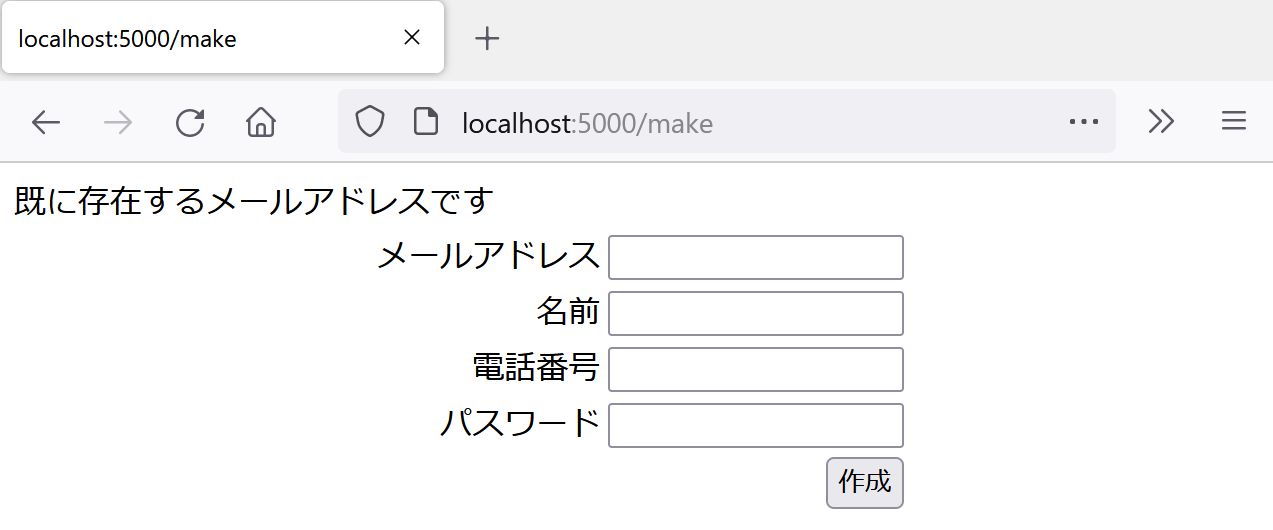 localhost:5000/make
localhost:5000/make
既に存在するメールアドレスです
メールアドレス
名前
電話番号
パスワード
作成